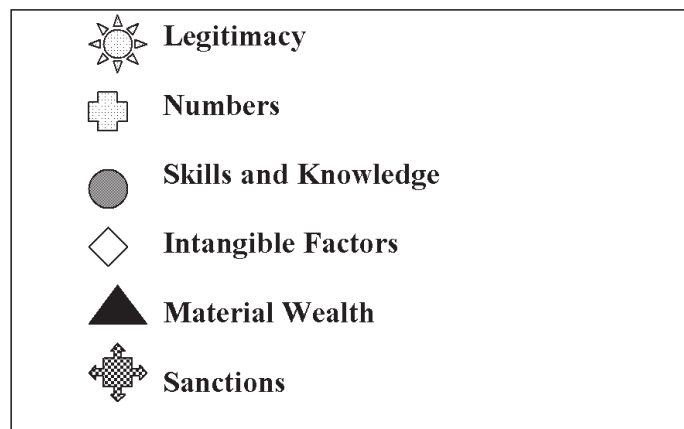 Legitimacy
Numbers
Skills and Knowledge
Intangible Factors
Material Wealth
Sanctions